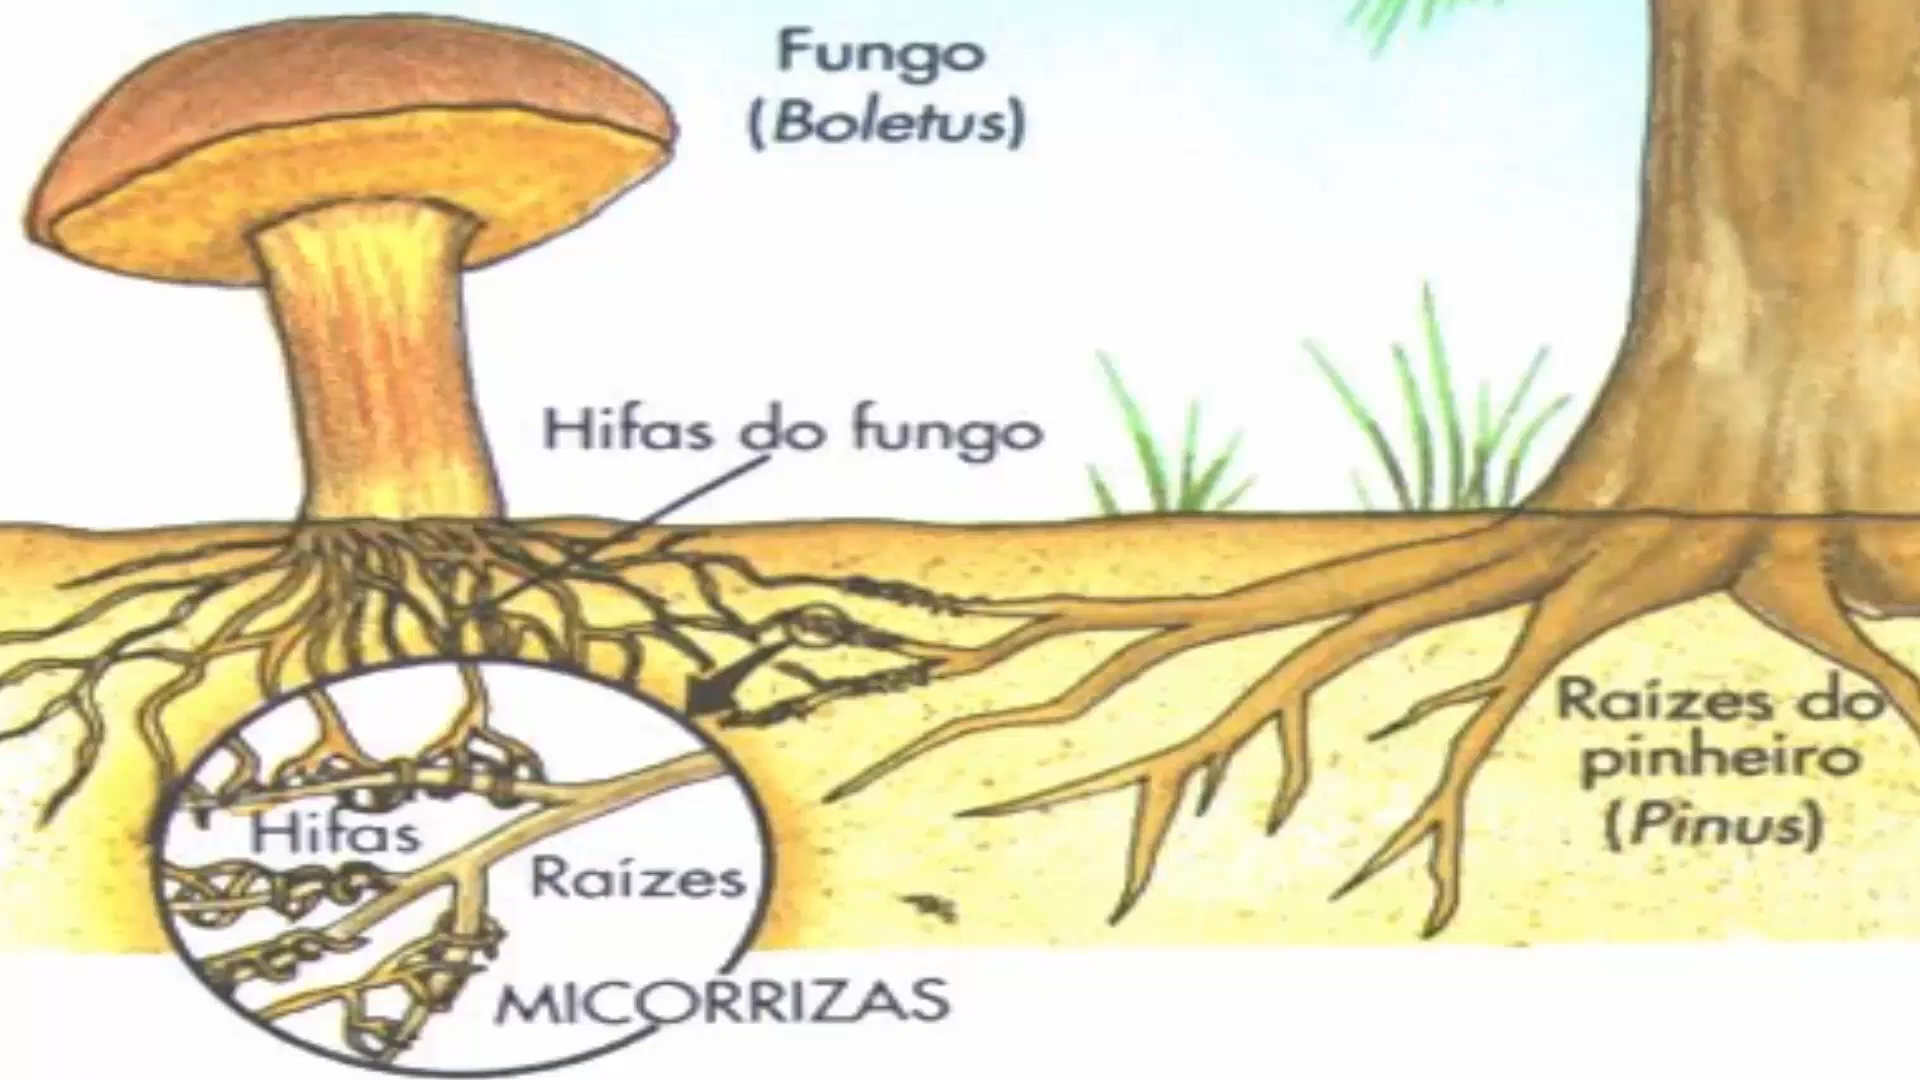 Fungo
(Boletus)
Hifas do fungo
Raízes do
pinheiro
(Pinus)
Hifas
Raízes
MICORRIZAS